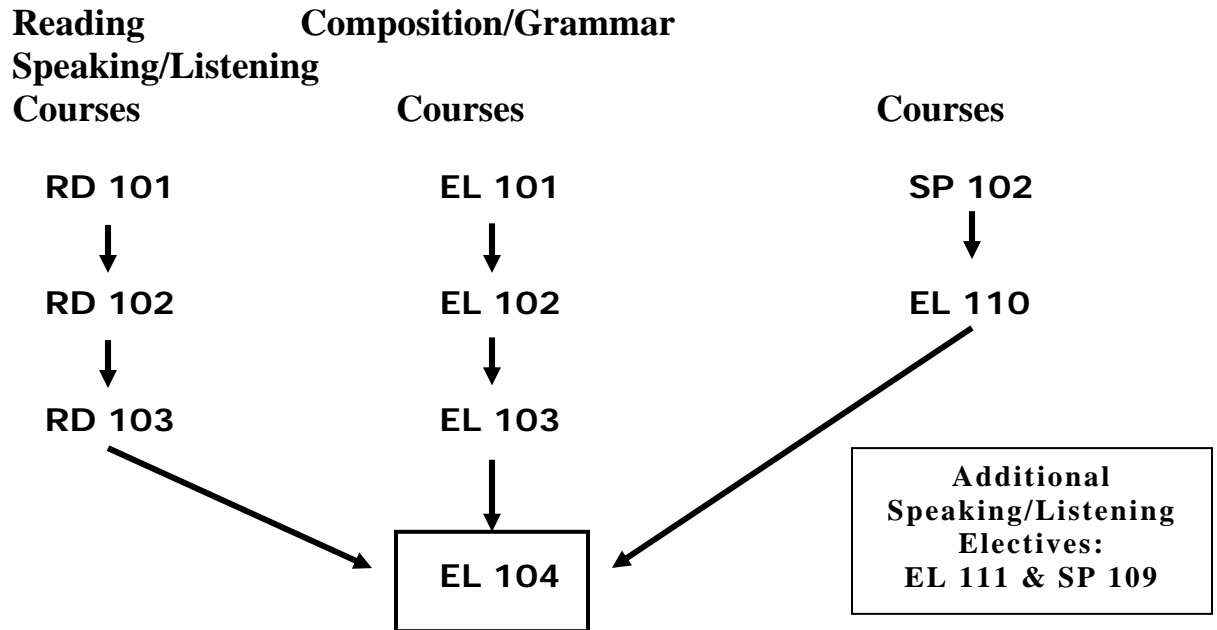 Reading Composition/Grammar
Speaking/Listening
Courses Courses Courses
RD 101 EL 101 SP 102
RD 102 EL 102 EL 110
RD 103 EL 103
Additional
Speaking/Listening
Electives:
EL 111 & SP 109
EL 104